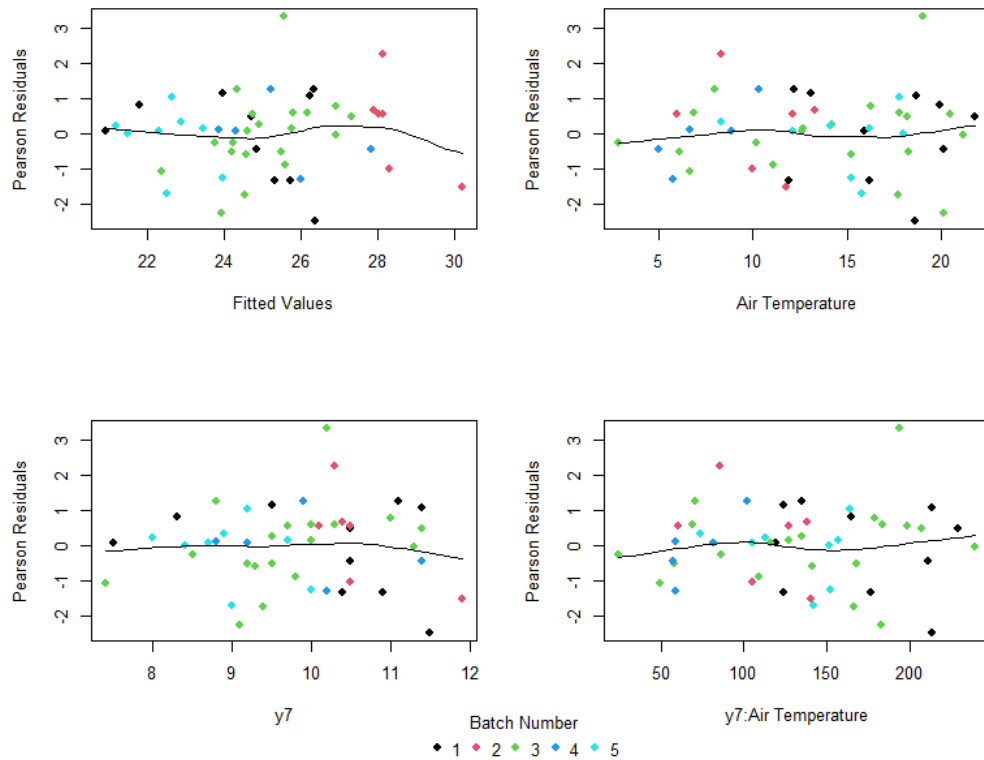 3
2
1
0
-1
-2
Pearson Residuals
22 24 26 28 30
Fitted Values
3
2
1
0
-1
-2
Pearson Residuals
5 10 15 20
Air Temperature
3
2
1
0
-1
-2
Pearson Residuals
8 9 10 11 12
y7
3
2
1
0
-1
-2
Pearson Residuals
50 100 150 200
y7:Air Temperature
Batch Number
1 2 3 4 5